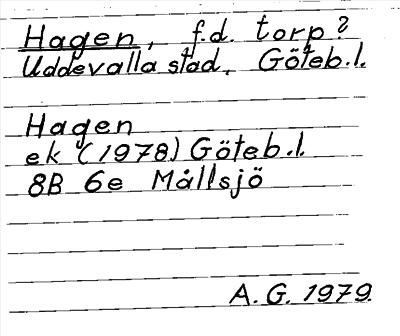 Hagen, f.d. torp?
Uddevalla stad, Göteb.l.
Hagen
ek (1978) Göteb.l.
8B 6e Mållsjö
A.G. 1979.